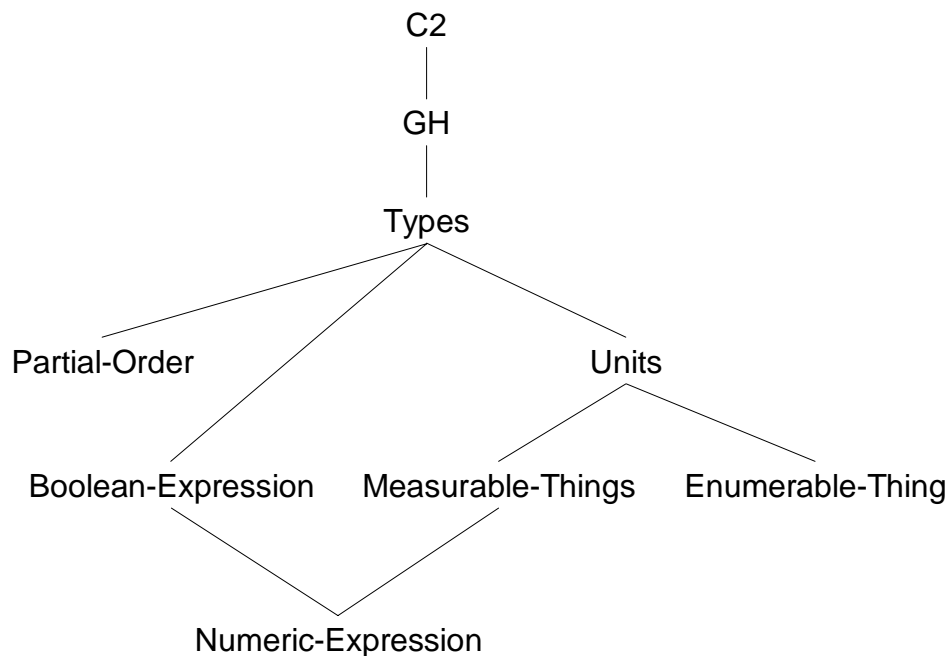 C2
GH
Types
Partial-Order
Units
Boolean-Expression
Measurable-Things
Enumerable-Thing
Numeric-Expression